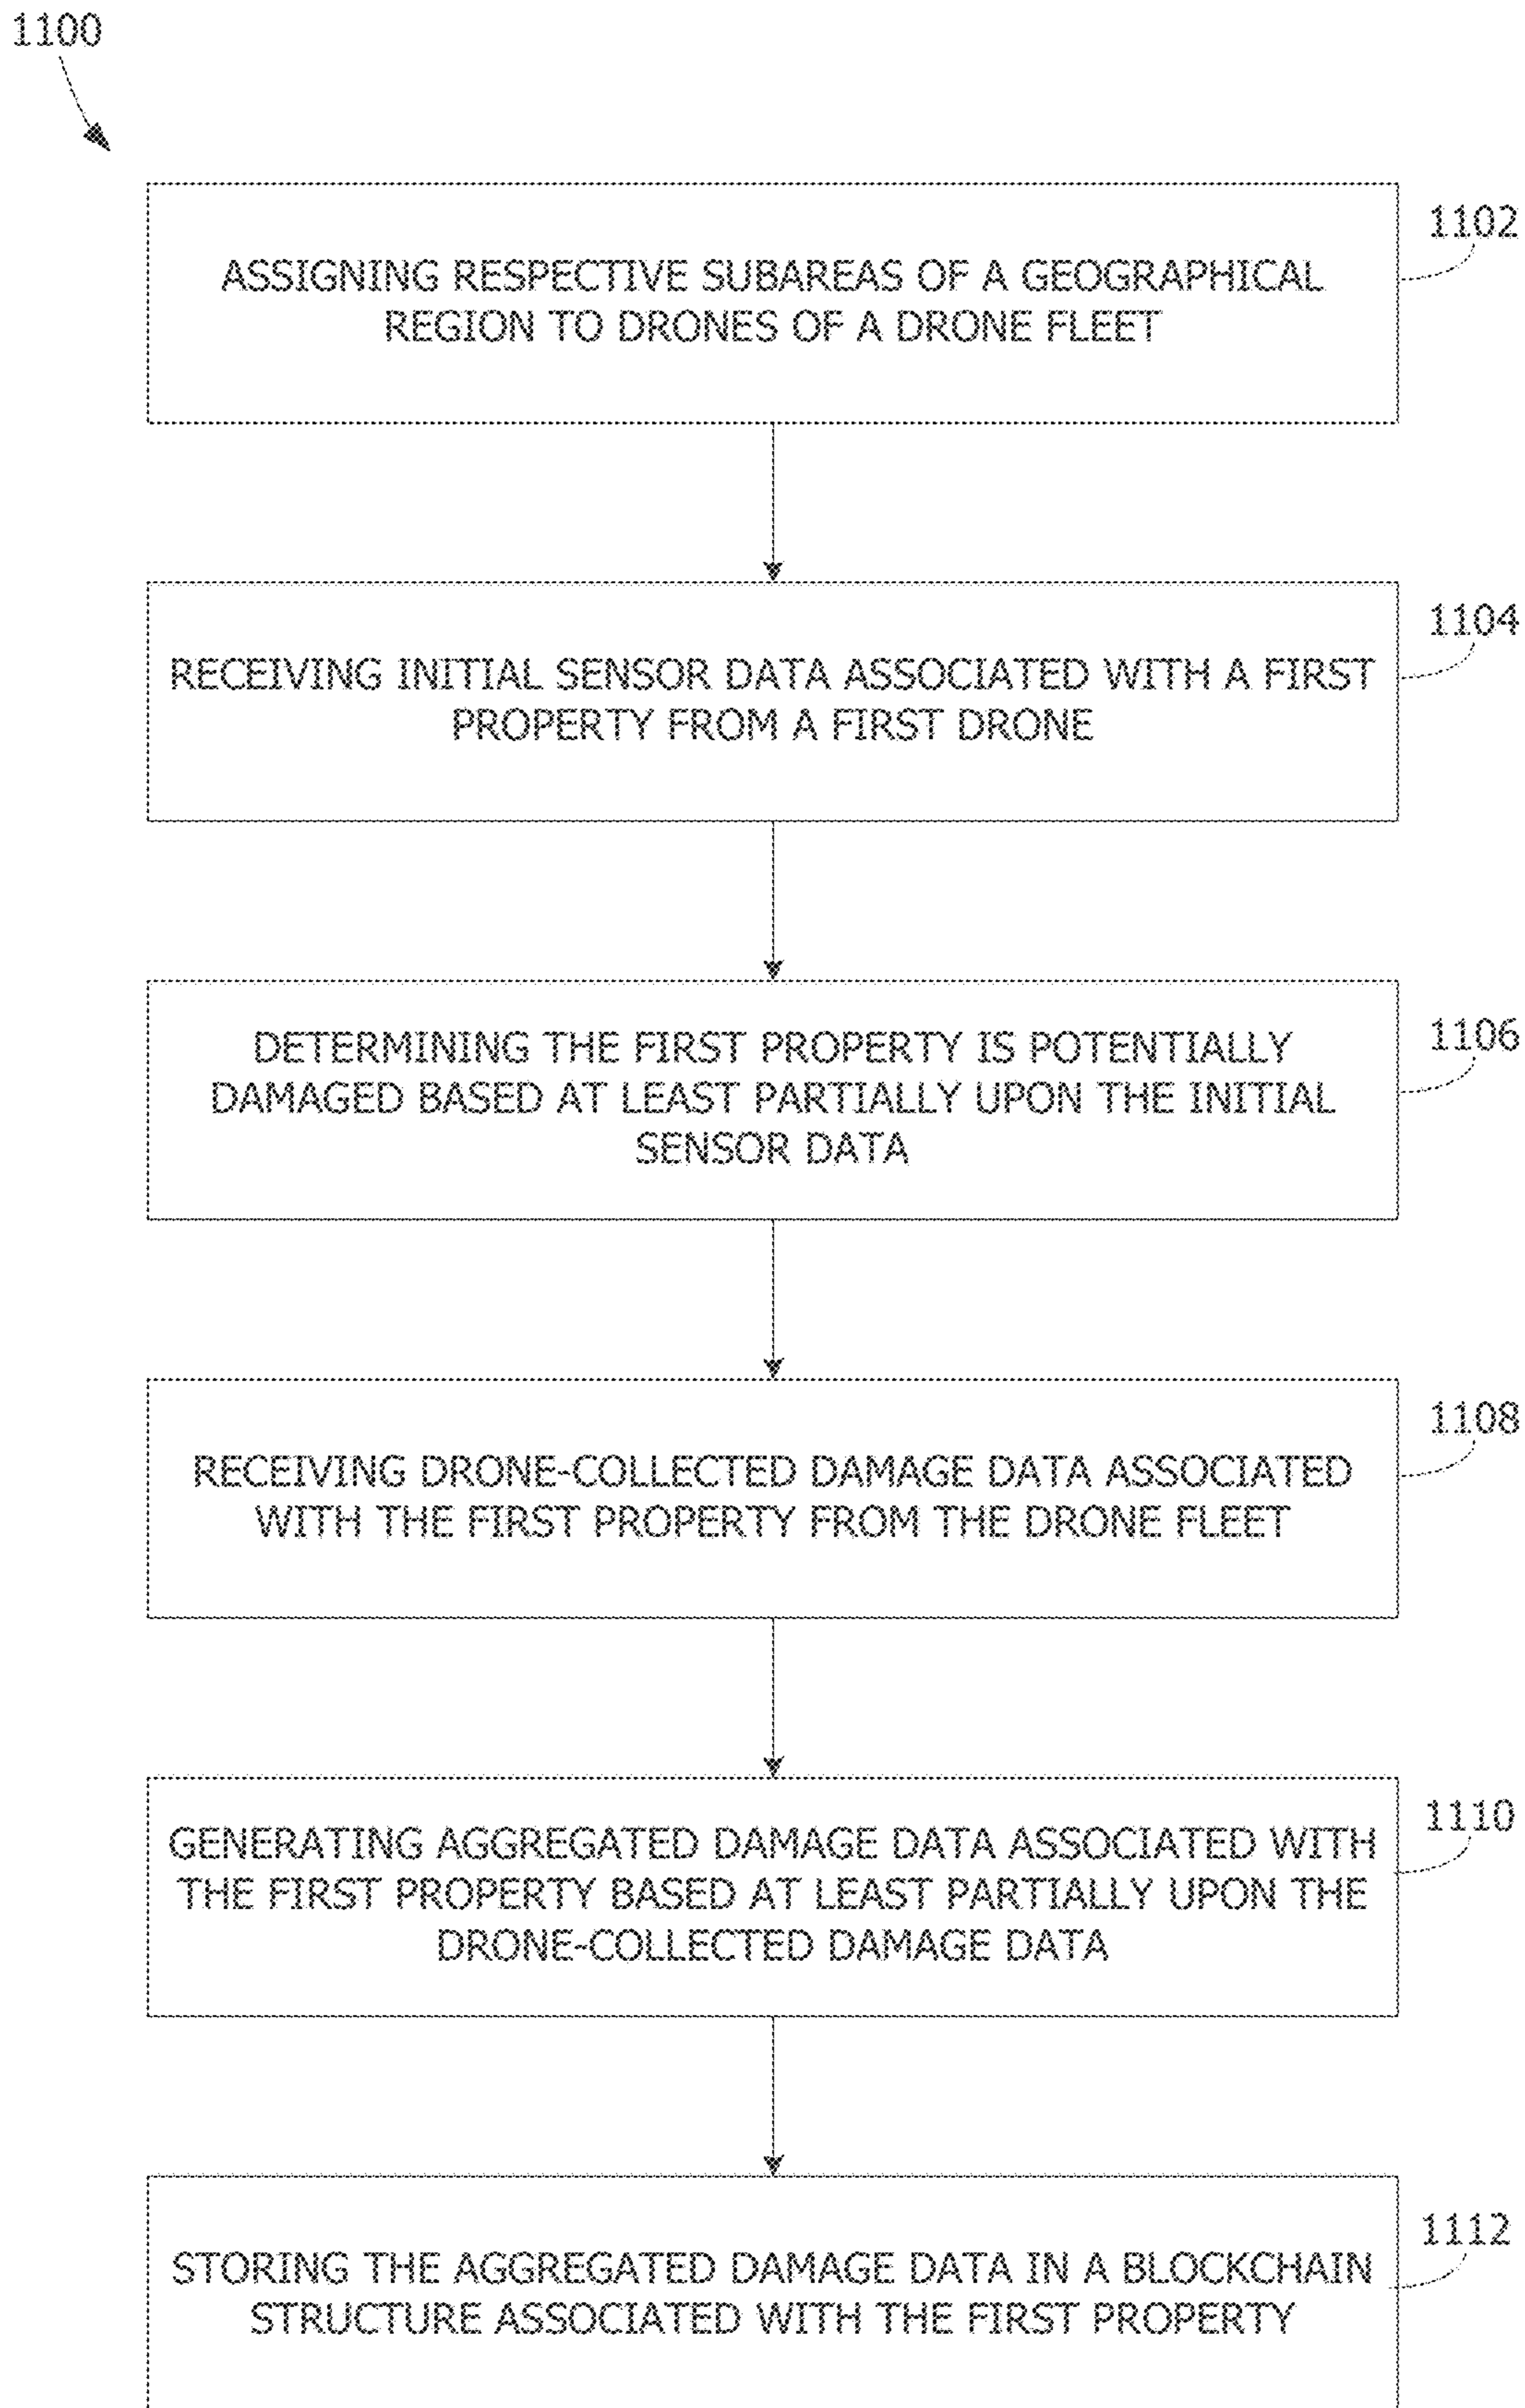 1100
1102
ASSIGNING RESPECTIVE SUBAREAS OF A GEOGRAPHICAL
REGION TO DRONES OF A DRONE FLEET
1104
RECEIVING INITIAL SENSOR DATA ASSOCIATED WITH A FIRST
PROPERTY FROM A FIRST DRONE
1106
DETERMINING THE FIRST PROPERTY IS POTENTIALLY
DAMAGED BASED AT LEAST PARTIALLY UPON THE INITIAL
SENSOR DATA
1108
RECEIVING DRONE-COLLECTED DAMAGE DATA ASSOCIATED
WITH THE FIRST PROPERTY FROM THE DRONE FLEET
1110
GENERATING AGGREGATED DAMAGE DATA ASSOCIATED WITH
THE FIRST PROPERTY BASED AT LEAST PARTIALLY UPON THE
DRONE-COLLECTED DAMAGE DATA
1112
STORING THE AGGREGATED DAMAGE DATA IN A BLOCKCHAIN
STRUCTURE ASSOCIATED WITH THE FIRST PROPERTY